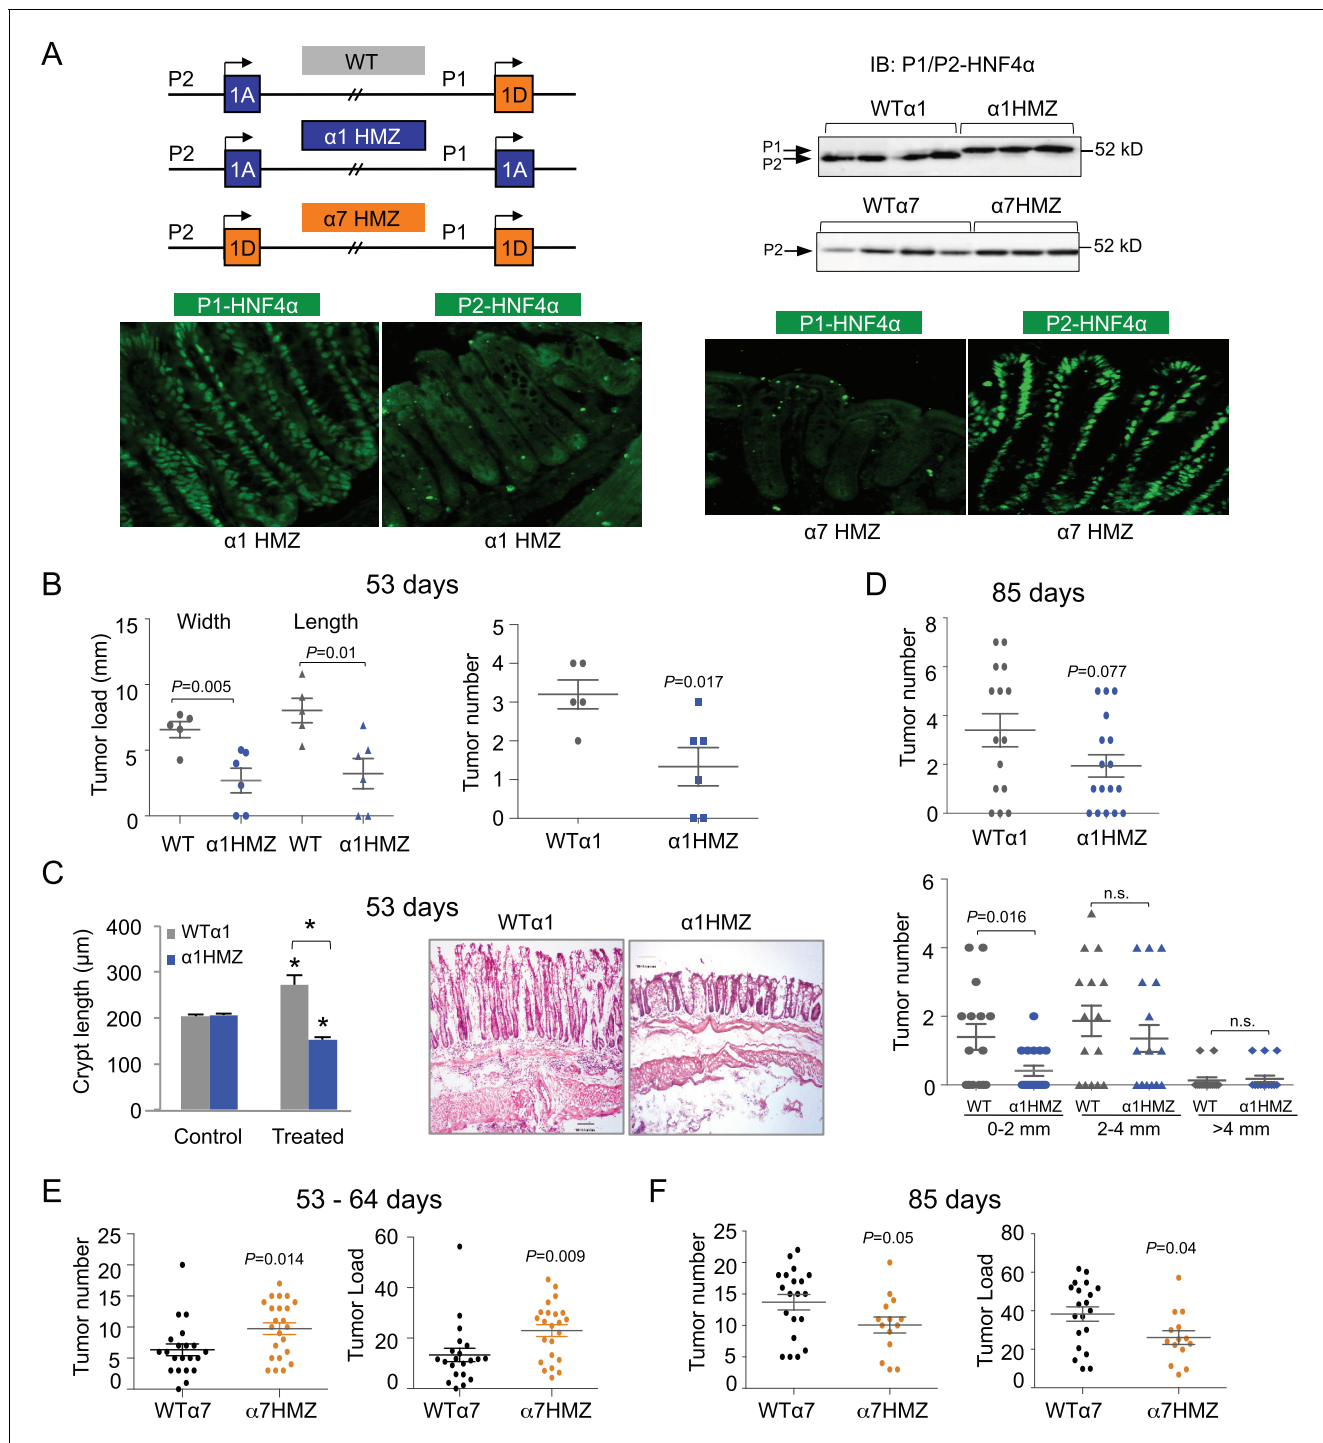 A
WT
P2 1A P1 1D
α1 HMZ
P2 1A P1 1A
α7 HMZ
P2 1D P1 1D
IB: P1/P2-HNF4α
WTα1 α1HMZ
P1
P2
52 kD
WTα7 α7HMZ
P2
52 kD
P1-HNF4α P2-HNF4α
α1 HMZ α1 HMZ
P1-HNF4α P2-HNF4α
α7 HMZ α7 HMZ
B
53 days
Tumor load (mm)
15
10
5
0
Width Length
P=0.005
P=0.01
WT α1HMZ WT α1HMZ
Tumor number
5
4
3
2
1
0
P=0.017
WTα1 α1HMZ
D
85 days
Tumor number
8
6
4
2
0
P=0.077
WTα1 α1HMZ
Tumor number
6
4
2
0
P=0.016
n.s.
n.s.
WT α1HMZ WT α1HMZ WT α1HMZ
0-2 mm 2-4 mm >4 mm
C
53 days
Crypt length (μm)
400
300
200
100
0
WTα1
α1HMZ
*
*
*
Control Treated
WTα1 α1HMZ
E
53 - 64 days
Tumor number
25
20
15
10
5
0
P=0.014
WTα7 α7HMZ
Tumor Load
60
40
20
0
P=0.009
WTα7 α7HMZ
F
85 days
Tumor number
25
20
15
10
5
0
P=0.05
WTα7 α7HMZ
Tumor Load
80
60
40
20
0
P=0.04
WTα7 α7HMZ